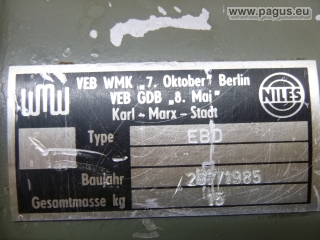 www.pagus.eu
WMW
VEB WMK „7. Oktober" Berlin
VEB GDB „8. Mai"
Karl - Marx - Stadt
NILES
Type EBD
Baujahr /1985
Gesamtmasse kg 15